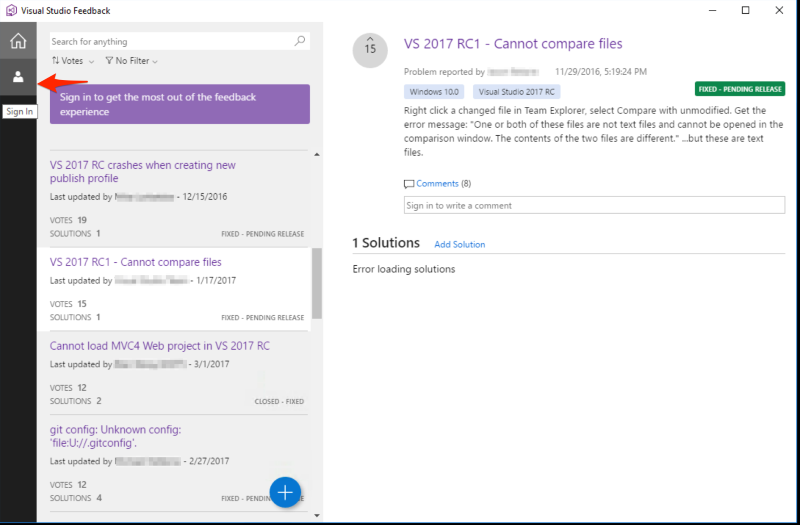 Visual Studio Feedback
Search for anything
Votes No Filter
Sign In
Sign in to get the most out of the feedback
experience
VS 2017 RC crashes when creating new
publish profile
Last updated by - 12/15/2016
VOTES 19
SOLUTIONS 1 FIXED - PENDING RELEASE
VS 2017 RC1 - Cannot compare files
Last updated by - 1/17/2017
VOTES 15
SOLUTIONS 1 FIXED - PENDING RELEASE
Cannot load MVC4 Web project in VS 2017 RC
Last updated by - 3/1/2017
VOTES 12
SOLUTIONS 2 CLOSED - FIXED
git config: Unknown config:
'file:U://.gitconfig'.
Last updated by - 2/27/2017
VOTES 12
SOLUTIONS 4 FIXED - PENDING RELEASE
15
VS 2017 RC1 - Cannot compare files
Problem reported by 11/29/2016, 5:19:24 PM
Windows 10.0 Visual Studio 2017 RC FIXED - PENDING RELEASE
Right click a changed file in Team Explorer, select Compare with unmodified. Get the
error message: "One or both of these files are not text files and cannot be opened in the
comparison window. The contents of the two files are different." ...but these are text
files.
Comments (8)
Sign in to write a comment
1 Solutions Add Solution
Error loading solutions